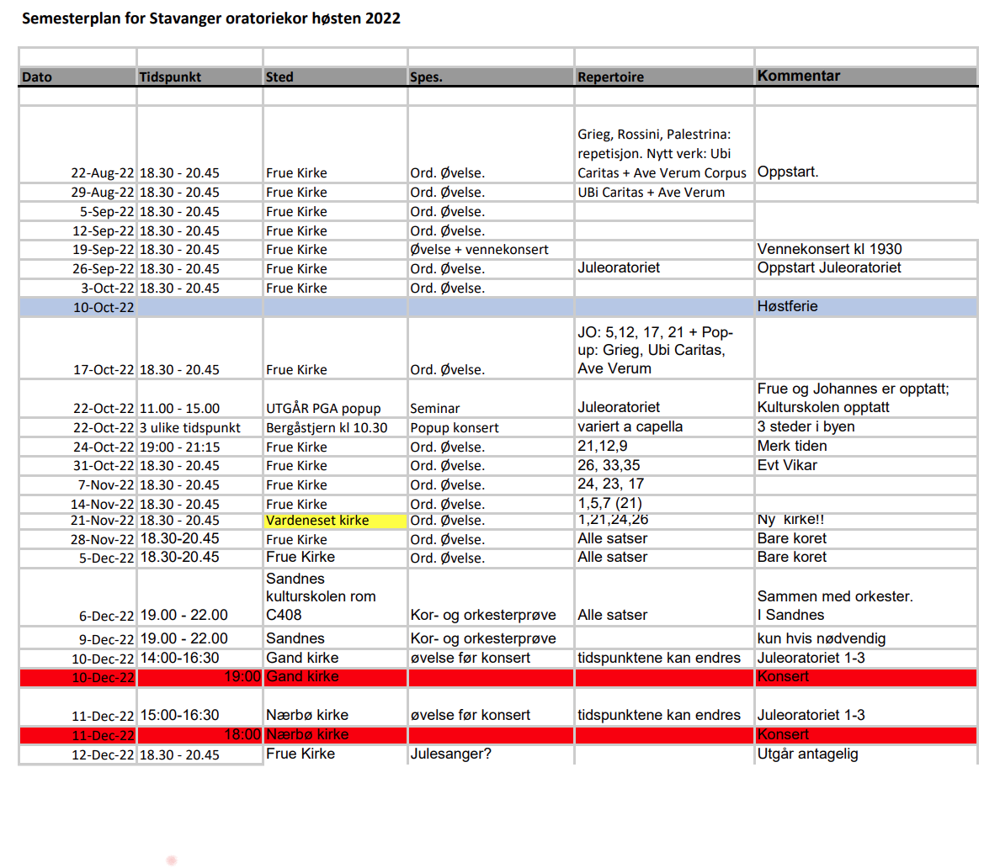 Semesterplan for Stavanger oratoriekor høsten 2022
Dato Tidspunkt Sted Spes. Repertoire Kommentar
Grieg, Rossini, Palestrina:
repetisjon. Nytt verk: Ubi
22-Aug-22 18.30 - 20.45 Frue Kirke Ord. Øvelse. Caritas + Ave Verum Corpus Oppstart.
29-Aug-22 18.30 - 20.45 Frue Kirke Ord. Øvelse. UBi Caritas + Ave Verum
5-Sep-22 18.30 - 20.45 Frue Kirke Ord. Øvelse.
12-Sep-22 18.30 - 20.45 Frue Kirke Ord. Øvelse.
19-Sep-22 18.30 - 20.45 Frue Kirke Øvelse + vennekonsert Vennekonsert kl 1930
26-Sep-22 18.30 - 20.45 Frue Kirke Ord. Øvelse. Juleoratoriet Oppstart Juleoratoriet
3-Oct-22 18.30 - 20.45 Frue Kirke Ord. Øvelse.
10-Oct-22 Høstferie
JO: 5,12, 17, 21 + Pop-
up: Grieg, Ubi Caritas,
17-Oct-22 18.30 - 20.45 Frue Kirke Ord. Øvelse. Ave Verum
Frue og Johannes er opptatt;
22-Oct-22 11.00 - 15.00 UTGÅR PGA popup Seminar Juleoratoriet Kulturskolen opptatt
22-Oct-22 3 ulike tidspunkt Bergåstjern kl 10.30 Popup konsert variert a capella 3 steder i byen
24-Oct-22 19:00 - 21:15 Frue Kirke Ord. Øvelse. 21,12,9 Merk tiden
31-Oct-22 18.30 - 20.45 Frue Kirke Ord. Øvelse. 26, 33,35 Evt Vikar
7-Nov-22 18.30 - 20.45 Frue Kirke Ord. Øvelse. 24, 23, 17
14-Nov-22 18.30 - 20.45 Frue Kirke Ord. Øvelse. 1,5,7 (21)
21-Nov-22 18.30 - 20.45 Vardeneset kirke Ord. Øvelse. 1,21,24,26 Ny  kirke!!
28-Nov-22 18.30-20.45 Frue Kirke Ord. Øvelse. Alle satser Bare koret
5-Dec-22 18.30-20.45 Frue Kirke Ord. Øvelse. Alle satser Bare koret
Sandnes
kulturskolen rom Sammen med orkester.
6-Dec-22 19.00 - 22.00 C408 Kor- og orkesterprøve Alle satser I Sandnes
9-Dec-22 19.00 - 22.00 Sandnes Kor- og orkesterprøve kun hvis nødvendig
10-Dec-22 14:00-16:30 Gand kirke øvelse før konsert tidspunktene kan endres Juleoratoriet 1-3
10-Dec-22 19:00 Gand kirke Konsert
11-Dec-22 15:00-16:30 Nærbø kirke øvelse før konsert tidspunktene kan endres Juleoratoriet 1-3
11-Dec-22 18:00 Nærbø kirke Konsert
12-Dec-22 18.30 - 20.45 Frue Kirke Julesanger? Utgår antagelig